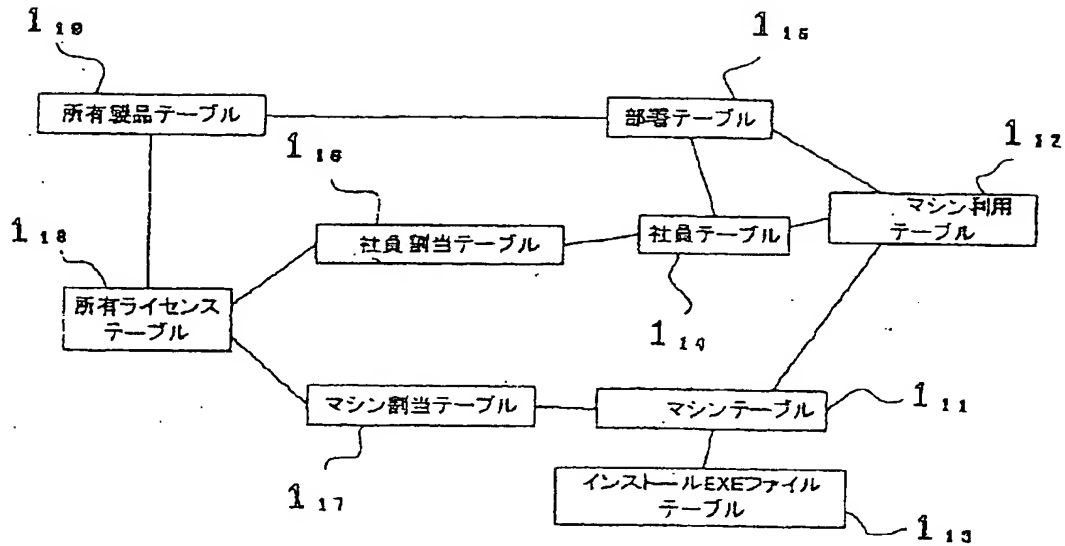 1 19
1 15
所有製品テーブル
部署テーブル
1 16
1 12
マシン利用
テーブル
1 18
社員割当テーブル
社員テーブル
所有ライセンス
テーブル
1 14
マシン割当テーブル
マシンテーブル
1 11
1 17
インストールEXEファイル
テーブル
1 13